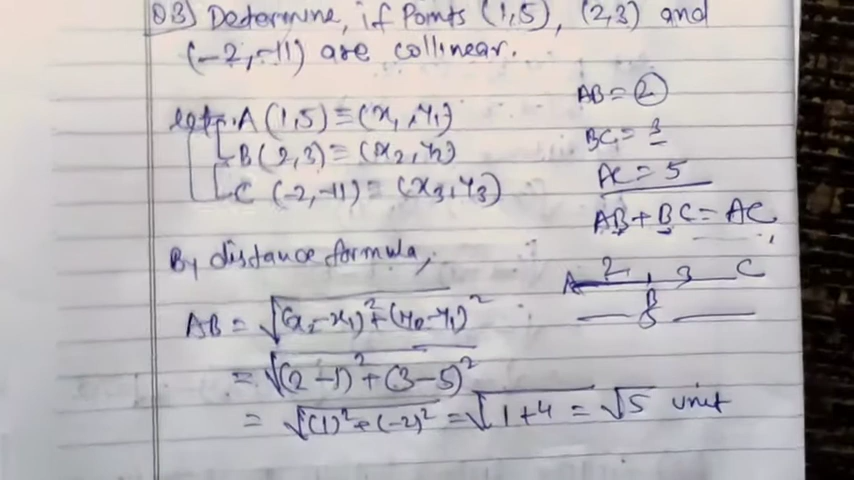 Q3) Determine, if Points (1,5), (2,3) and
(-2,-11) are collinear.
let, A (1,5) ≡ (x₁, y₁)
B (2,3) ≡ (x₂, y₂)
C (-2,-11) ≡ (x₃, y₃)
By distance formula,
AB = √(x₂-x₁)²+(y₂-y₁)²
= √(2-1)²+(3-5)²
= √(1)²+(-2)² = √1+4 = √5 unit
AB = 2
BC = 3
AC = 5
AB+BC = AC
A 2 3 C
B
5